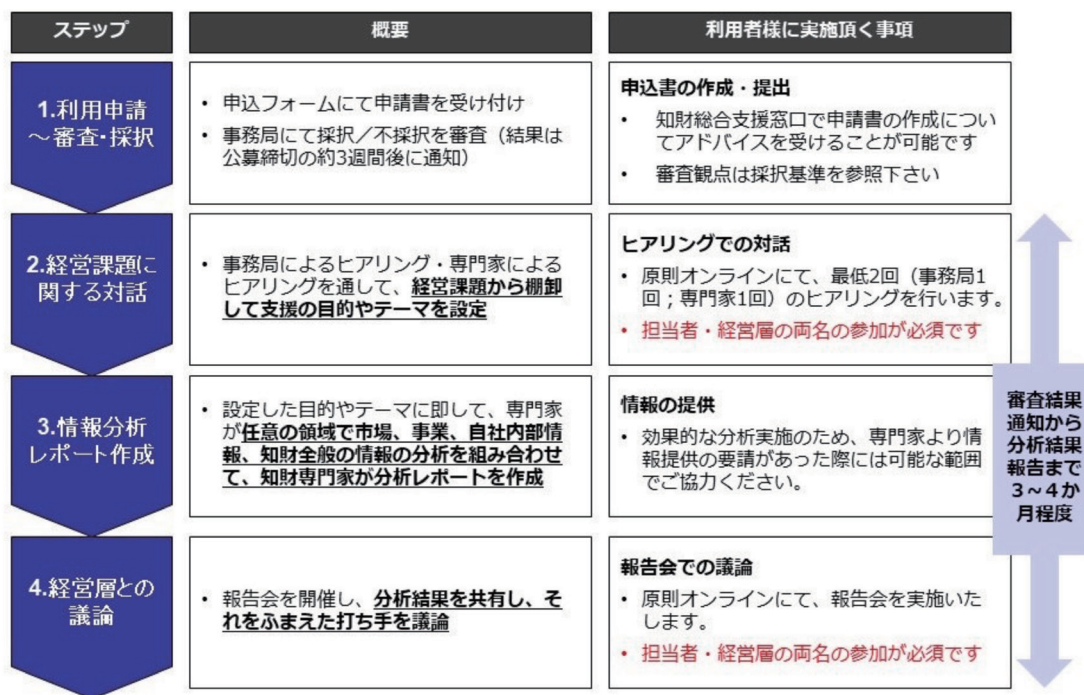 ステップ
概要
利用者様に実施頂く事項
1.利用申請
～審査・採択
・ 申込フォームにて申請書を受け付け
・ 事務局にて採択／不採択を審査（結果は
公募締切の約3週間後に通知）
申込書の作成・提出
・ 知財総合支援窓口で申請書の作成につい
てアドバイスを受けることが可能です
・ 審査観点は採択基準を参照下さい
2.経営課題に
関する対話
・ 事務局によるヒアリング・専門家による
ヒアリングを通して、経営課題から棚卸
して支援の目的やテーマを設定
ヒアリングでの対話
・ 原則オンラインにて、最低2回（事務局1
回；専門家1回）のヒアリングを行います。
・ 担当者・経営層の両名の参加が必須です
3.情報分析
レポート作成
・ 設定した目的やテーマに即して、専門家
が任意の領域で市場、事業、自社内部情
報、知財全般の情報の分析を組み合わせ
て、知財専門家が分析レポートを作成
情報の提供
・ 効果的な分析実施のため、専門家より情
報提供の要請があった際には可能な範囲
でご協力ください。
4.経営層との
議論
・ 報告会を開催し、分析結果を共有し、そ
れをふまえた打ち手を議論
報告会での議論
・ 原則オンラインにて、報告会を実施いた
します。
・ 担当者・経営層の両名の参加が必須です
審査結果
通知から
分析結果
報告まで
３～４か
月程度